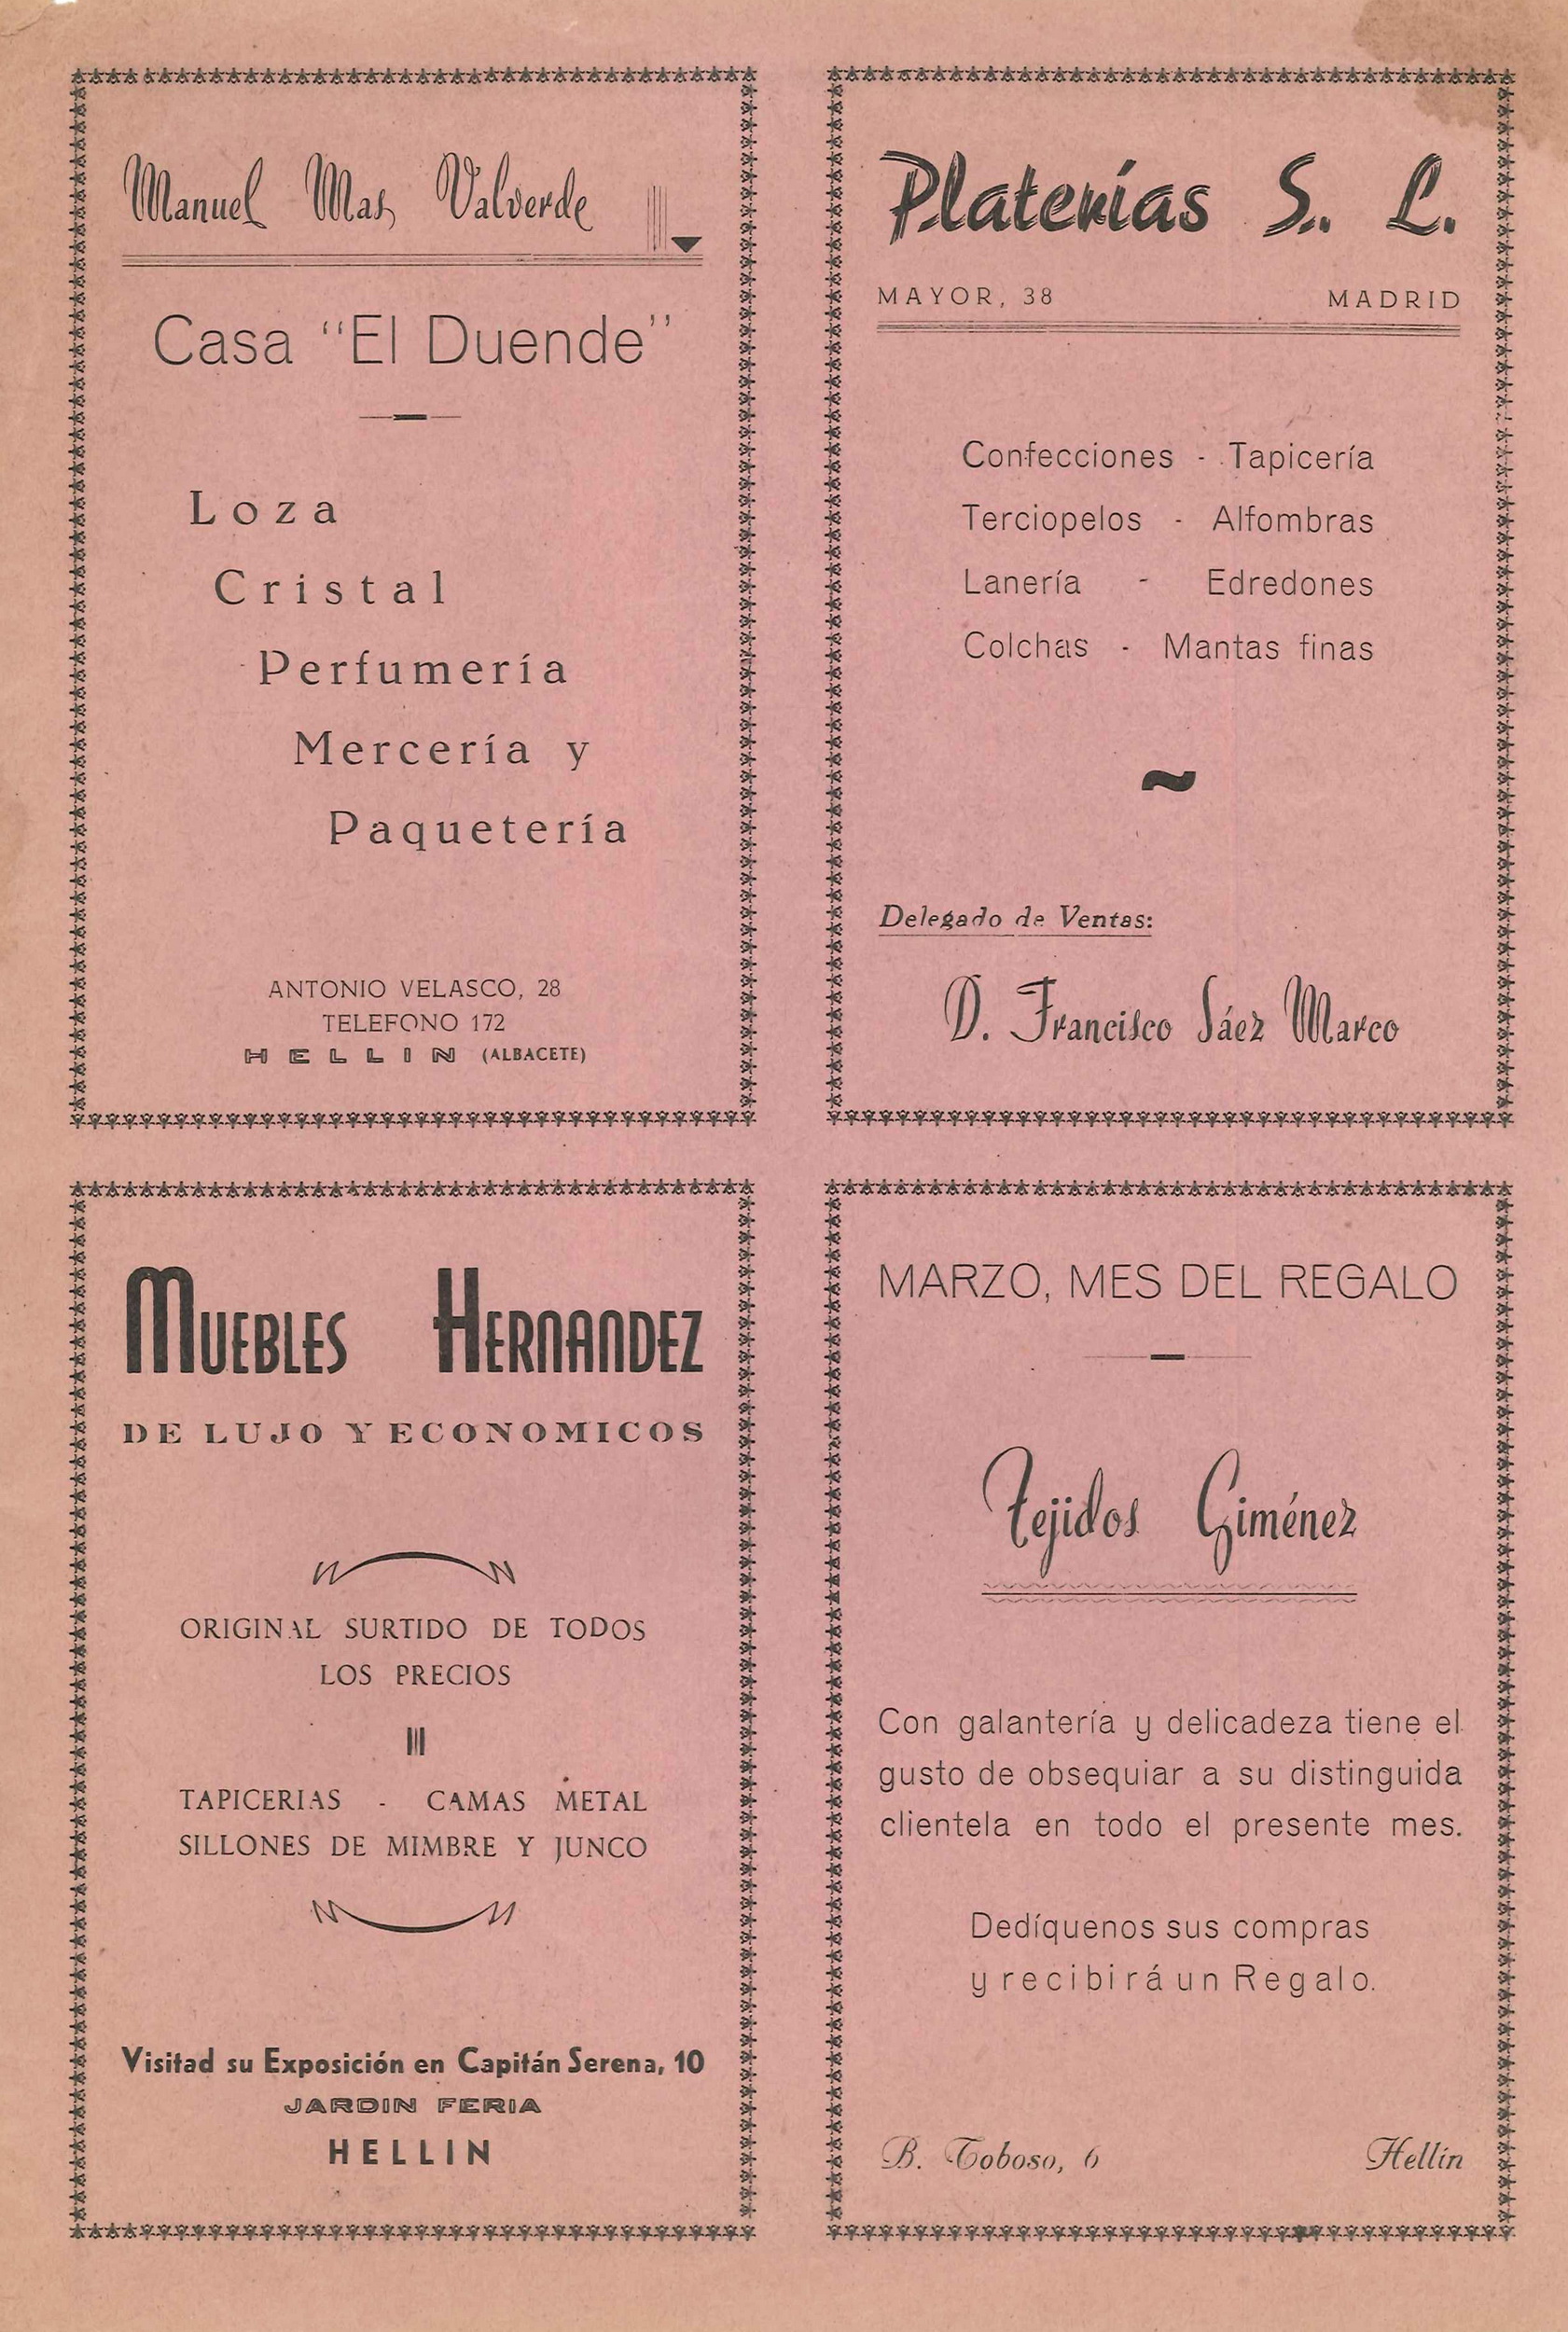 Manuel Mas Valverde
Casa "El Duende"
Loza
Cristal
Perfumería
Mercería y
Paquetería
ANTONIO VELASCO, 28
TELEFONO 172
HELLIN (ALBACETE)
Platerías S. L.
MAYOR, 38 MADRID
Confecciones - Tapicería
Terciopelos - Alfombras
Lanería - Edredones
Colchas - Mantas finas
Delegado de Ventas:
D. Francisco Sáez Marco
MUEBLES HERNANDEZ
DE LUJO Y ECONOMICOS
ORIGINAL SURTIDO DE TODOS
LOS PRECIOS
TAPICERIAS - CAMAS METAL
SILLONES DE MIMBRE Y JUNCO
Visitad su Exposición en Capitán Serena, 10
JARDIN FERIA
HELLIN
MARZO, MES DEL REGALO
Tejidos Giménez
Con galantería y delicadeza tiene el
gusto de obsequiar a su distinguida
clientela en todo el presente mes.
Dedíquenos sus compras
y recibirá un Regalo.
B. Toboso, 6 Hellín